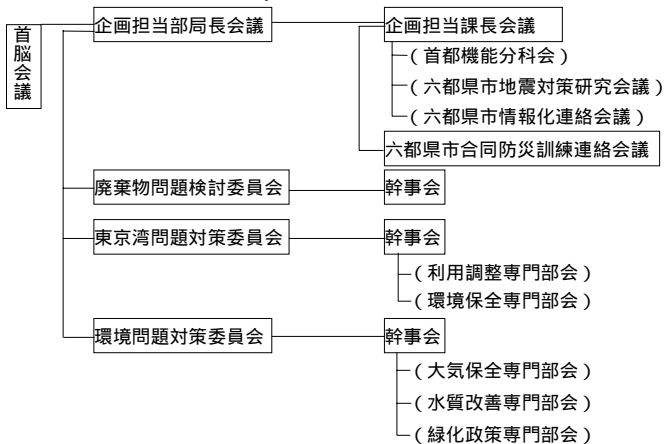 首脳会議
企画担当部局長会議
企画担当課長会議
（首都機能分科会）
（六都県市地震対策研究会議）
（六都県市情報化連絡会議）
六都県市合同防災訓練連絡会議
廃棄物問題検討委員会
幹事会
東京湾問題対策委員会
幹事会
（利用調整専門部会）
（環境保全専門部会）
環境問題対策委員会
幹事会
（大気保全専門部会）
（水質改善専門部会）
（緑化政策専門部会）